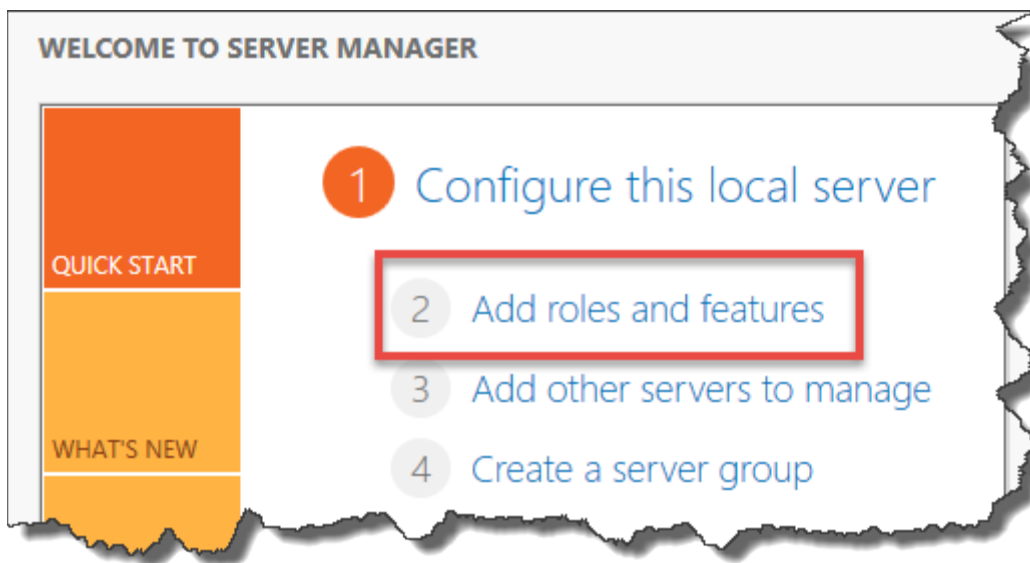 WELCOME TO SERVER MANAGER
QUICK START
WHAT'S NEW
1 Configure this local server
2 Add roles and features
3 Add other servers to manage
4 Create a server group